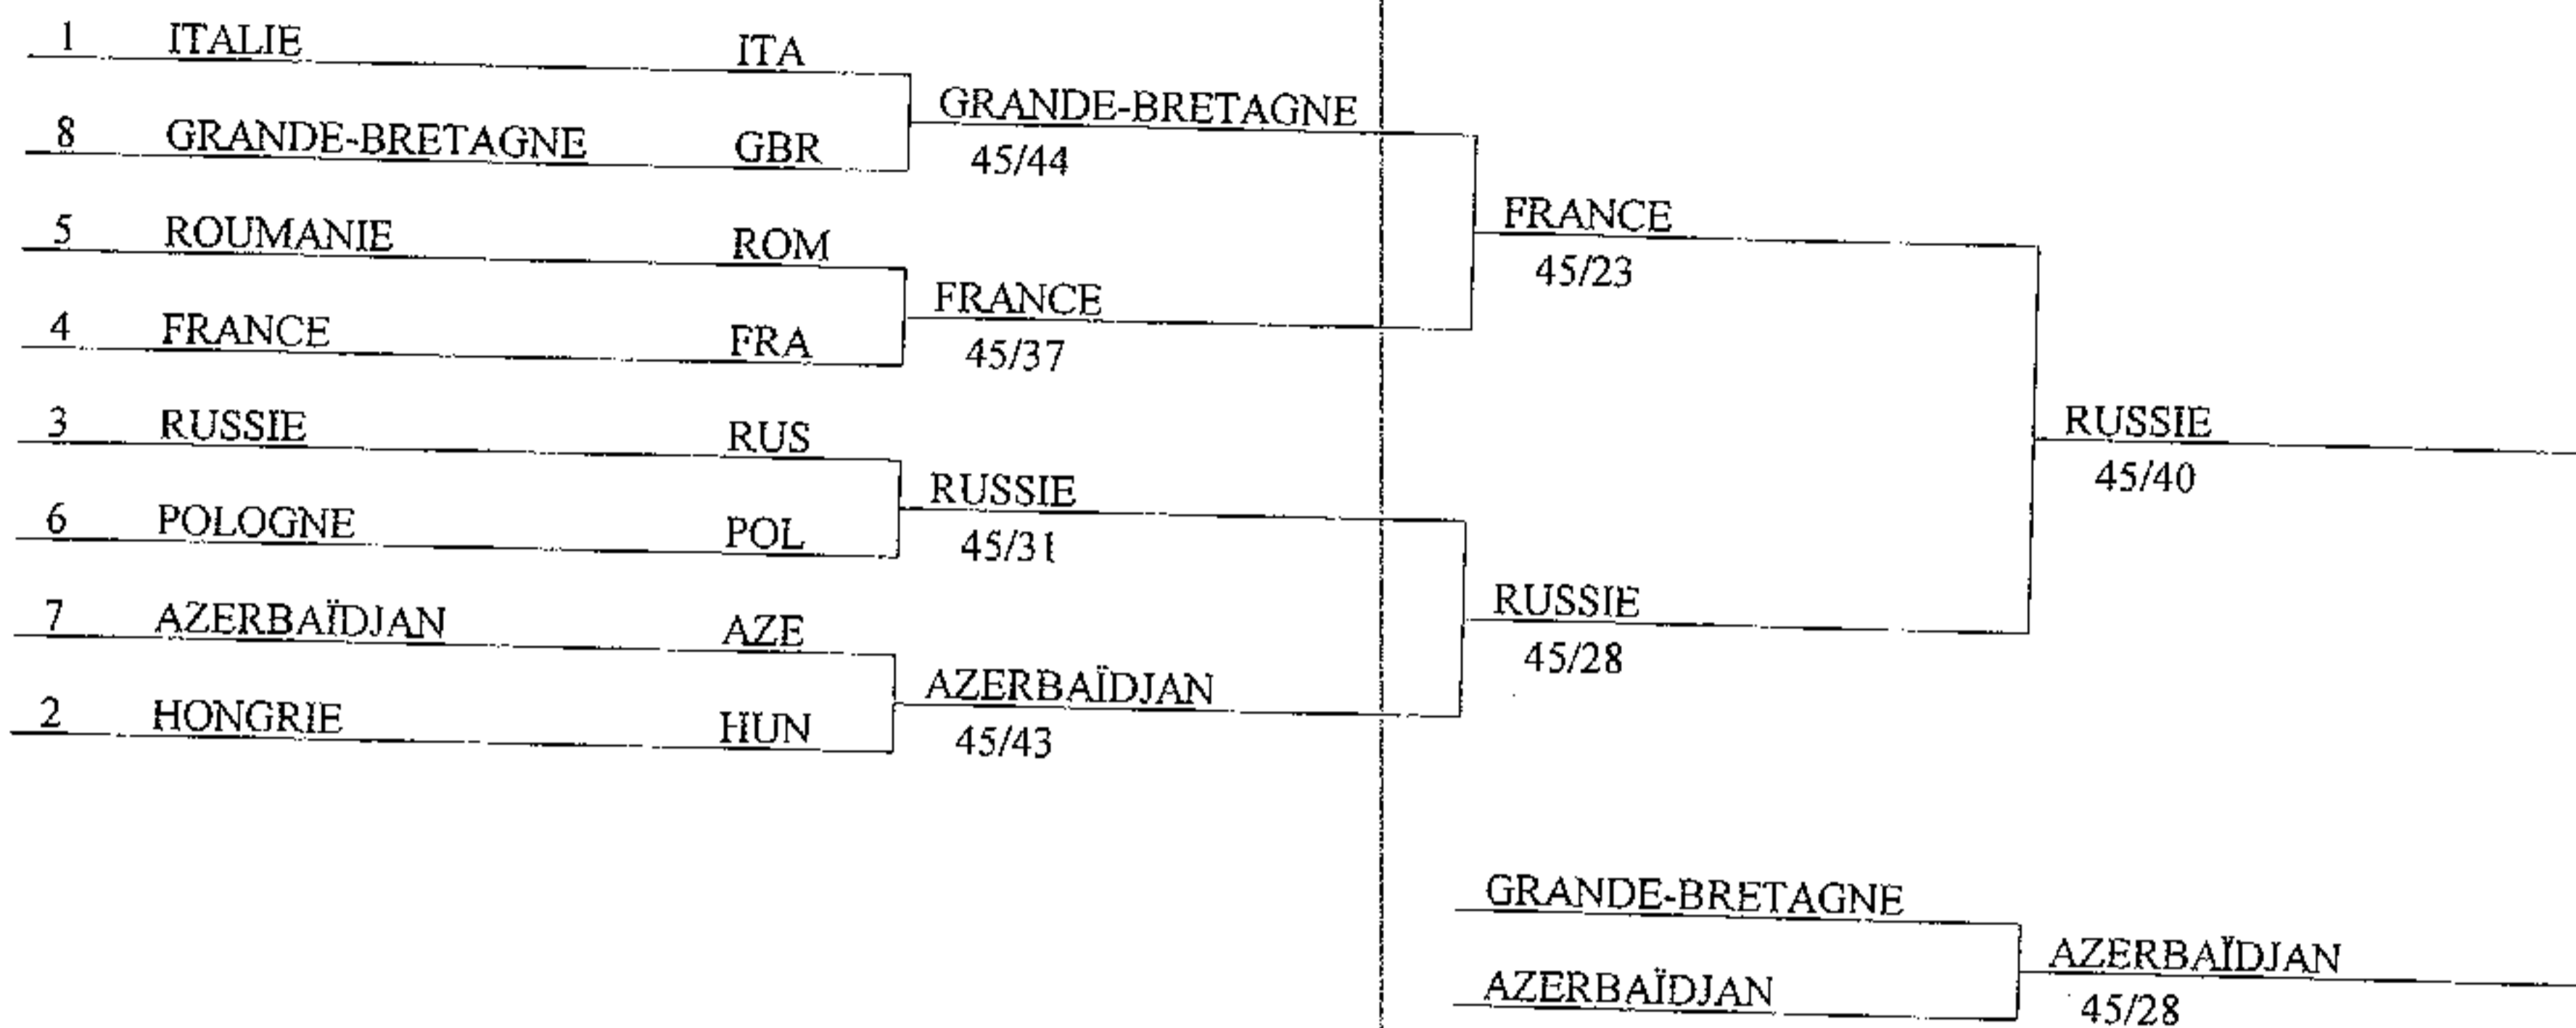 1 ITALIE ITA
8 GRANDE-BRETAGNE GBR
GRANDE-BRETAGNE
45/44
5 ROUMANIE ROM
4 FRANCE FRA
FRANCE
45/37
3 RUSSIE RUS
6 POLOGNE POL
RUSSIE
45/31
7 AZERBAÏDJAN AZE
2 HONGRIE HUN
AZERBAÏDJAN
45/43
FRANCE
45/23
RUSSIE
45/28
RUSSIE
45/40
GRANDE-BRETAGNE
AZERBAÏDJAN
AZERBAÏDJAN
45/28